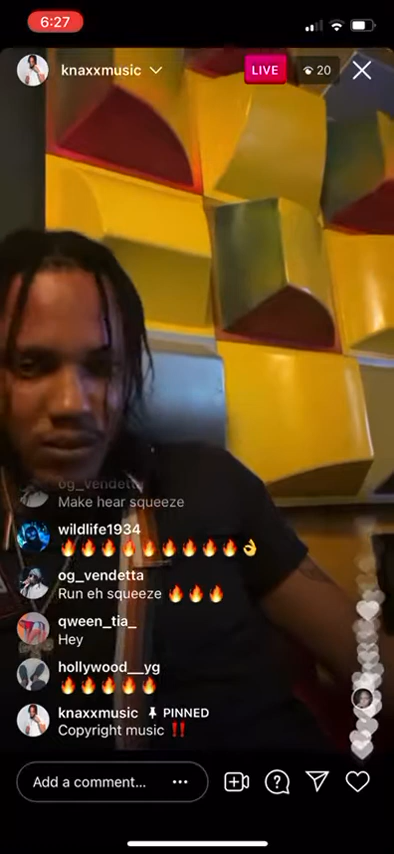 6:27
knaxxmusic
LIVE
20
og_vendetta
Make hear squeeze
wildlife1934
🔥🔥🔥🔥🔥🔥🔥🔥🔥👌
og_vendetta
Run eh squeeze 🔥🔥🔥
qween_tia_
Hey
hollywood__yg
🔥🔥🔥🔥🔥
knaxxmusic PINNED
Copyright music ‼️
Add a comment...